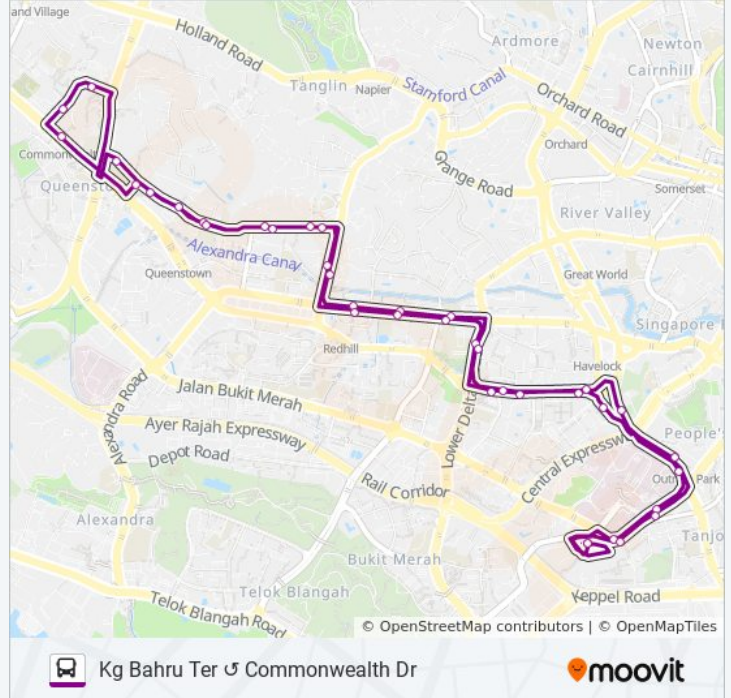 and Village
Holland Road
Ardmore
Newton
Cairnhill
Tanglin
Napier
Stamford Canal
Orchard Road
Orchard
Grange Road
Somerset
Commonwealth
Queenstown
River Valley
Alexandra Canal
Queenstown
Great World
Singapore
Redhill
Havelock
Jalan Bukit Merah
Lower Delta
People's
Alexandra Road
Ayer Rajah Expressway
Central Expressw
Depot Road
Rail Corridor
Out
Park
Alexandra
Tanjo
Bukit Merah
Telok Blangah
Keppel Road
Telok Blangah Road
© OpenStreetMap contributors | © OpenMapTiles
Kg Bahru Ter ↺ Commonwealth Dr
moovit